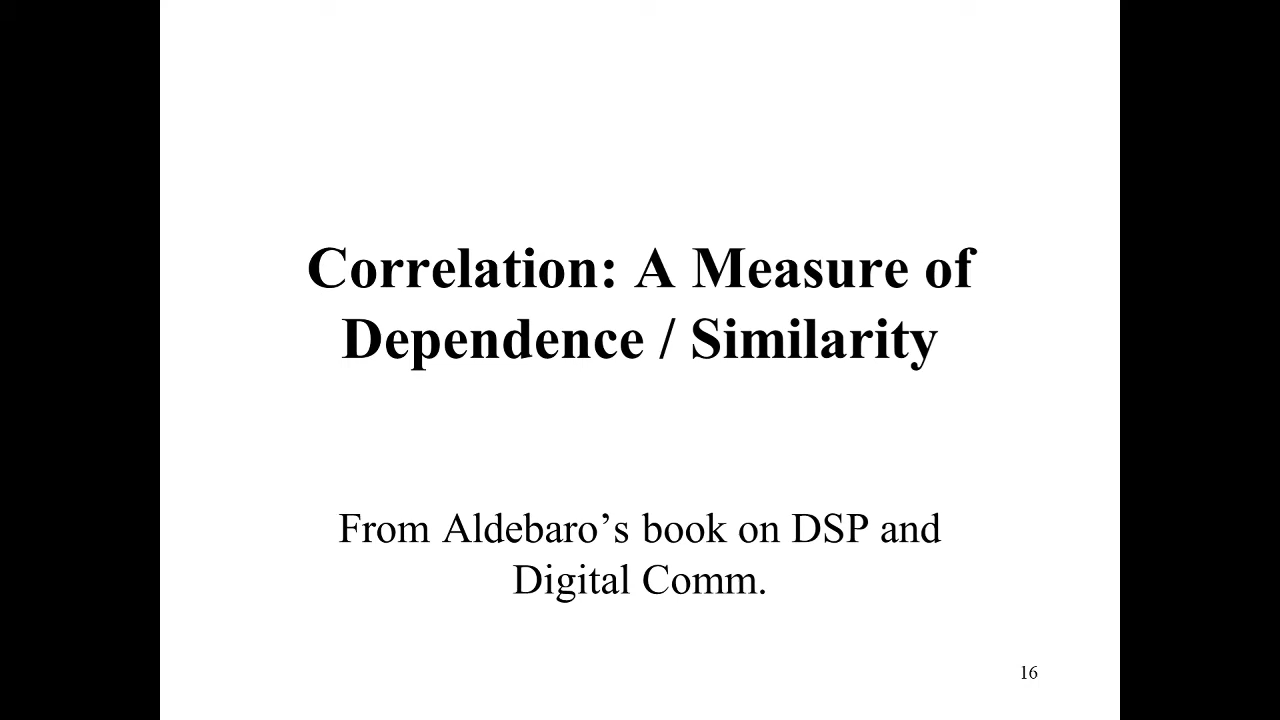 Correlation: A Measure of
Dependence / Similarity
From Aldebaro’s book on DSP and
Digital Comm.
16